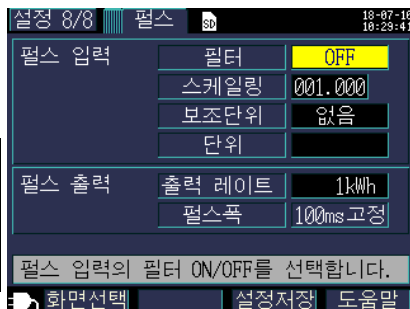 설정 8/8 펄스 SD 18-07-1
10:29:4
펄스 입력 필터 OFF
스케일링 001.000
보조단위 없음
단위
펄스 출력 출력 레이트 1kWh
펄스폭 100ms고정
펄스 입력의 필터 ON/OFF를 선택합니다.
화면선택 설정저장 도움말